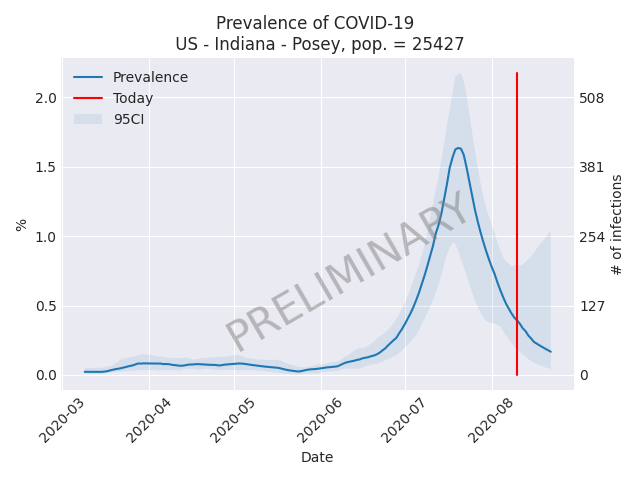 Prevalence of COVID-19
US - Indiana - Posey, pop. = 25427
Prevalence
Today
95CI
2.0
1.5
1.0
0.5
0.0
%
508
381
254
127
0
# of infections
PRELIMINARY
2020-03
2020-04
2020-05
2020-06
2020-07
2020-08
Date